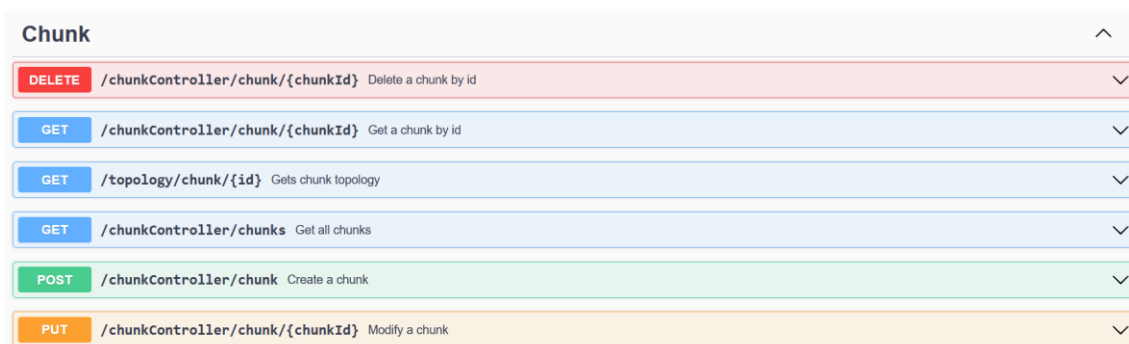 Chunk
DELETE /chunkController/chunk/{chunkId} Delete a chunk by id
GET /chunkController/chunk/{chunkId} Get a chunk by id
GET /topology/chunk/{id} Gets chunk topology
GET /chunkController/chunks Get all chunks
POST /chunkController/chunk Create a chunk
PUT /chunkController/chunk/{chunkId} Modify a chunk